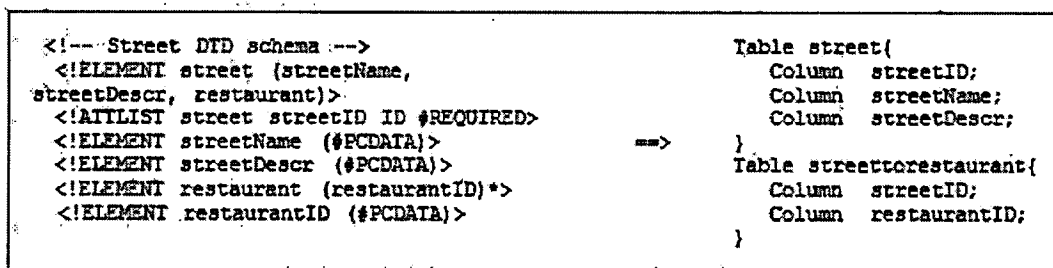 <!-- Street DTD schema -->
<!ELEMENT street (streetName,
streetDescr, restaurant)>
<!ATTLIST street streetID ID #REQUIRED>
<!ELEMENT streetName (#PCDATA)>
<!ELEMENT streetDescr (#PCDATA)>
<!ELEMENT restaurant (restaurantID)*>
<!ELEMENT restaurantID (#PCDATA)>
==>
Table street{
Column streetID;
Column streetName;
Column streetDescr;
}
Table streettorestaurant{
Column streetID;
Column restaurantID;
}